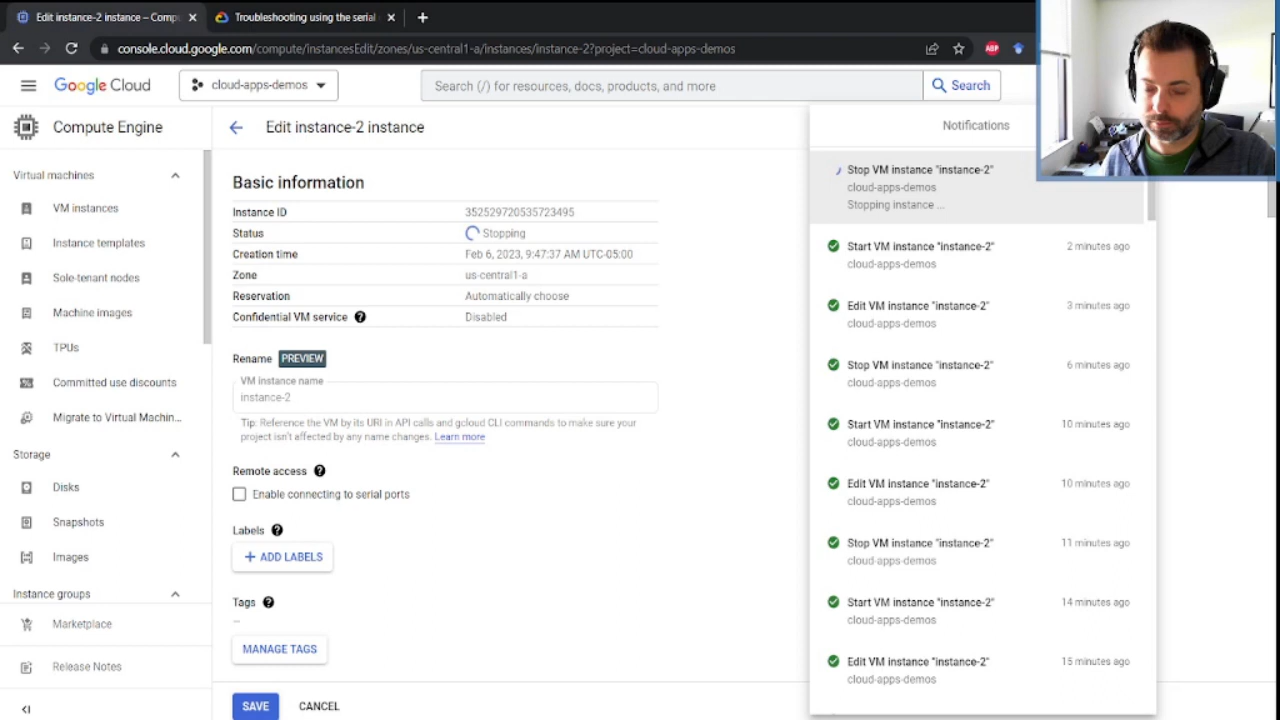 Edit instance-2 instance – Comp
Troubleshooting using the serial
console.cloud.google.com/compute/instancesEdit/zones/us-central1-a/instances/instance-2?project=cloud-apps-demos
ABP
Google Cloud
cloud-apps-demos
Search (/) for resources, docs, products, and more
Search
Compute Engine
Edit instance-2 instance
Notifications
Virtual machines
VM instances
Instance templates
Sole-tenant nodes
Machine images
TPUs
Committed use discounts
Migrate to Virtual Machin...
Storage
Disks
Snapshots
Images
Instance groups
Marketplace
Release Notes
Basic information
Instance ID 352529720535723495
Status Stopping
Creation time Feb 6, 2023, 9:47:37 AM UTC-05:00
Zone us-central1-a
Reservation Automatically choose
Confidential VM service Disabled
Rename PREVIEW
VM instance name
instance-2
Tip: Reference the VM by its URI in API calls and gcloud CLI commands to make sure your
project isn't affected by any name changes. Learn more
Remote access
Enable connecting to serial ports
Labels
+ ADD LABELS
Tags
–
MANAGE TAGS
SAVE CANCEL
Stop VM instance "instance-2"
cloud-apps-demos
Stopping instance ...
Start VM instance "instance-2" 2 minutes ago
cloud-apps-demos
Edit VM instance "instance-2" 3 minutes ago
cloud-apps-demos
Stop VM instance "instance-2" 6 minutes ago
cloud-apps-demos
Start VM instance "instance-2" 10 minutes ago
cloud-apps-demos
Edit VM instance "instance-2" 10 minutes ago
cloud-apps-demos
Stop VM instance "instance-2" 11 minutes ago
cloud-apps-demos
Start VM instance "instance-2" 14 minutes ago
cloud-apps-demos
Edit VM instance "instance-2" 15 minutes ago
cloud-apps-demos